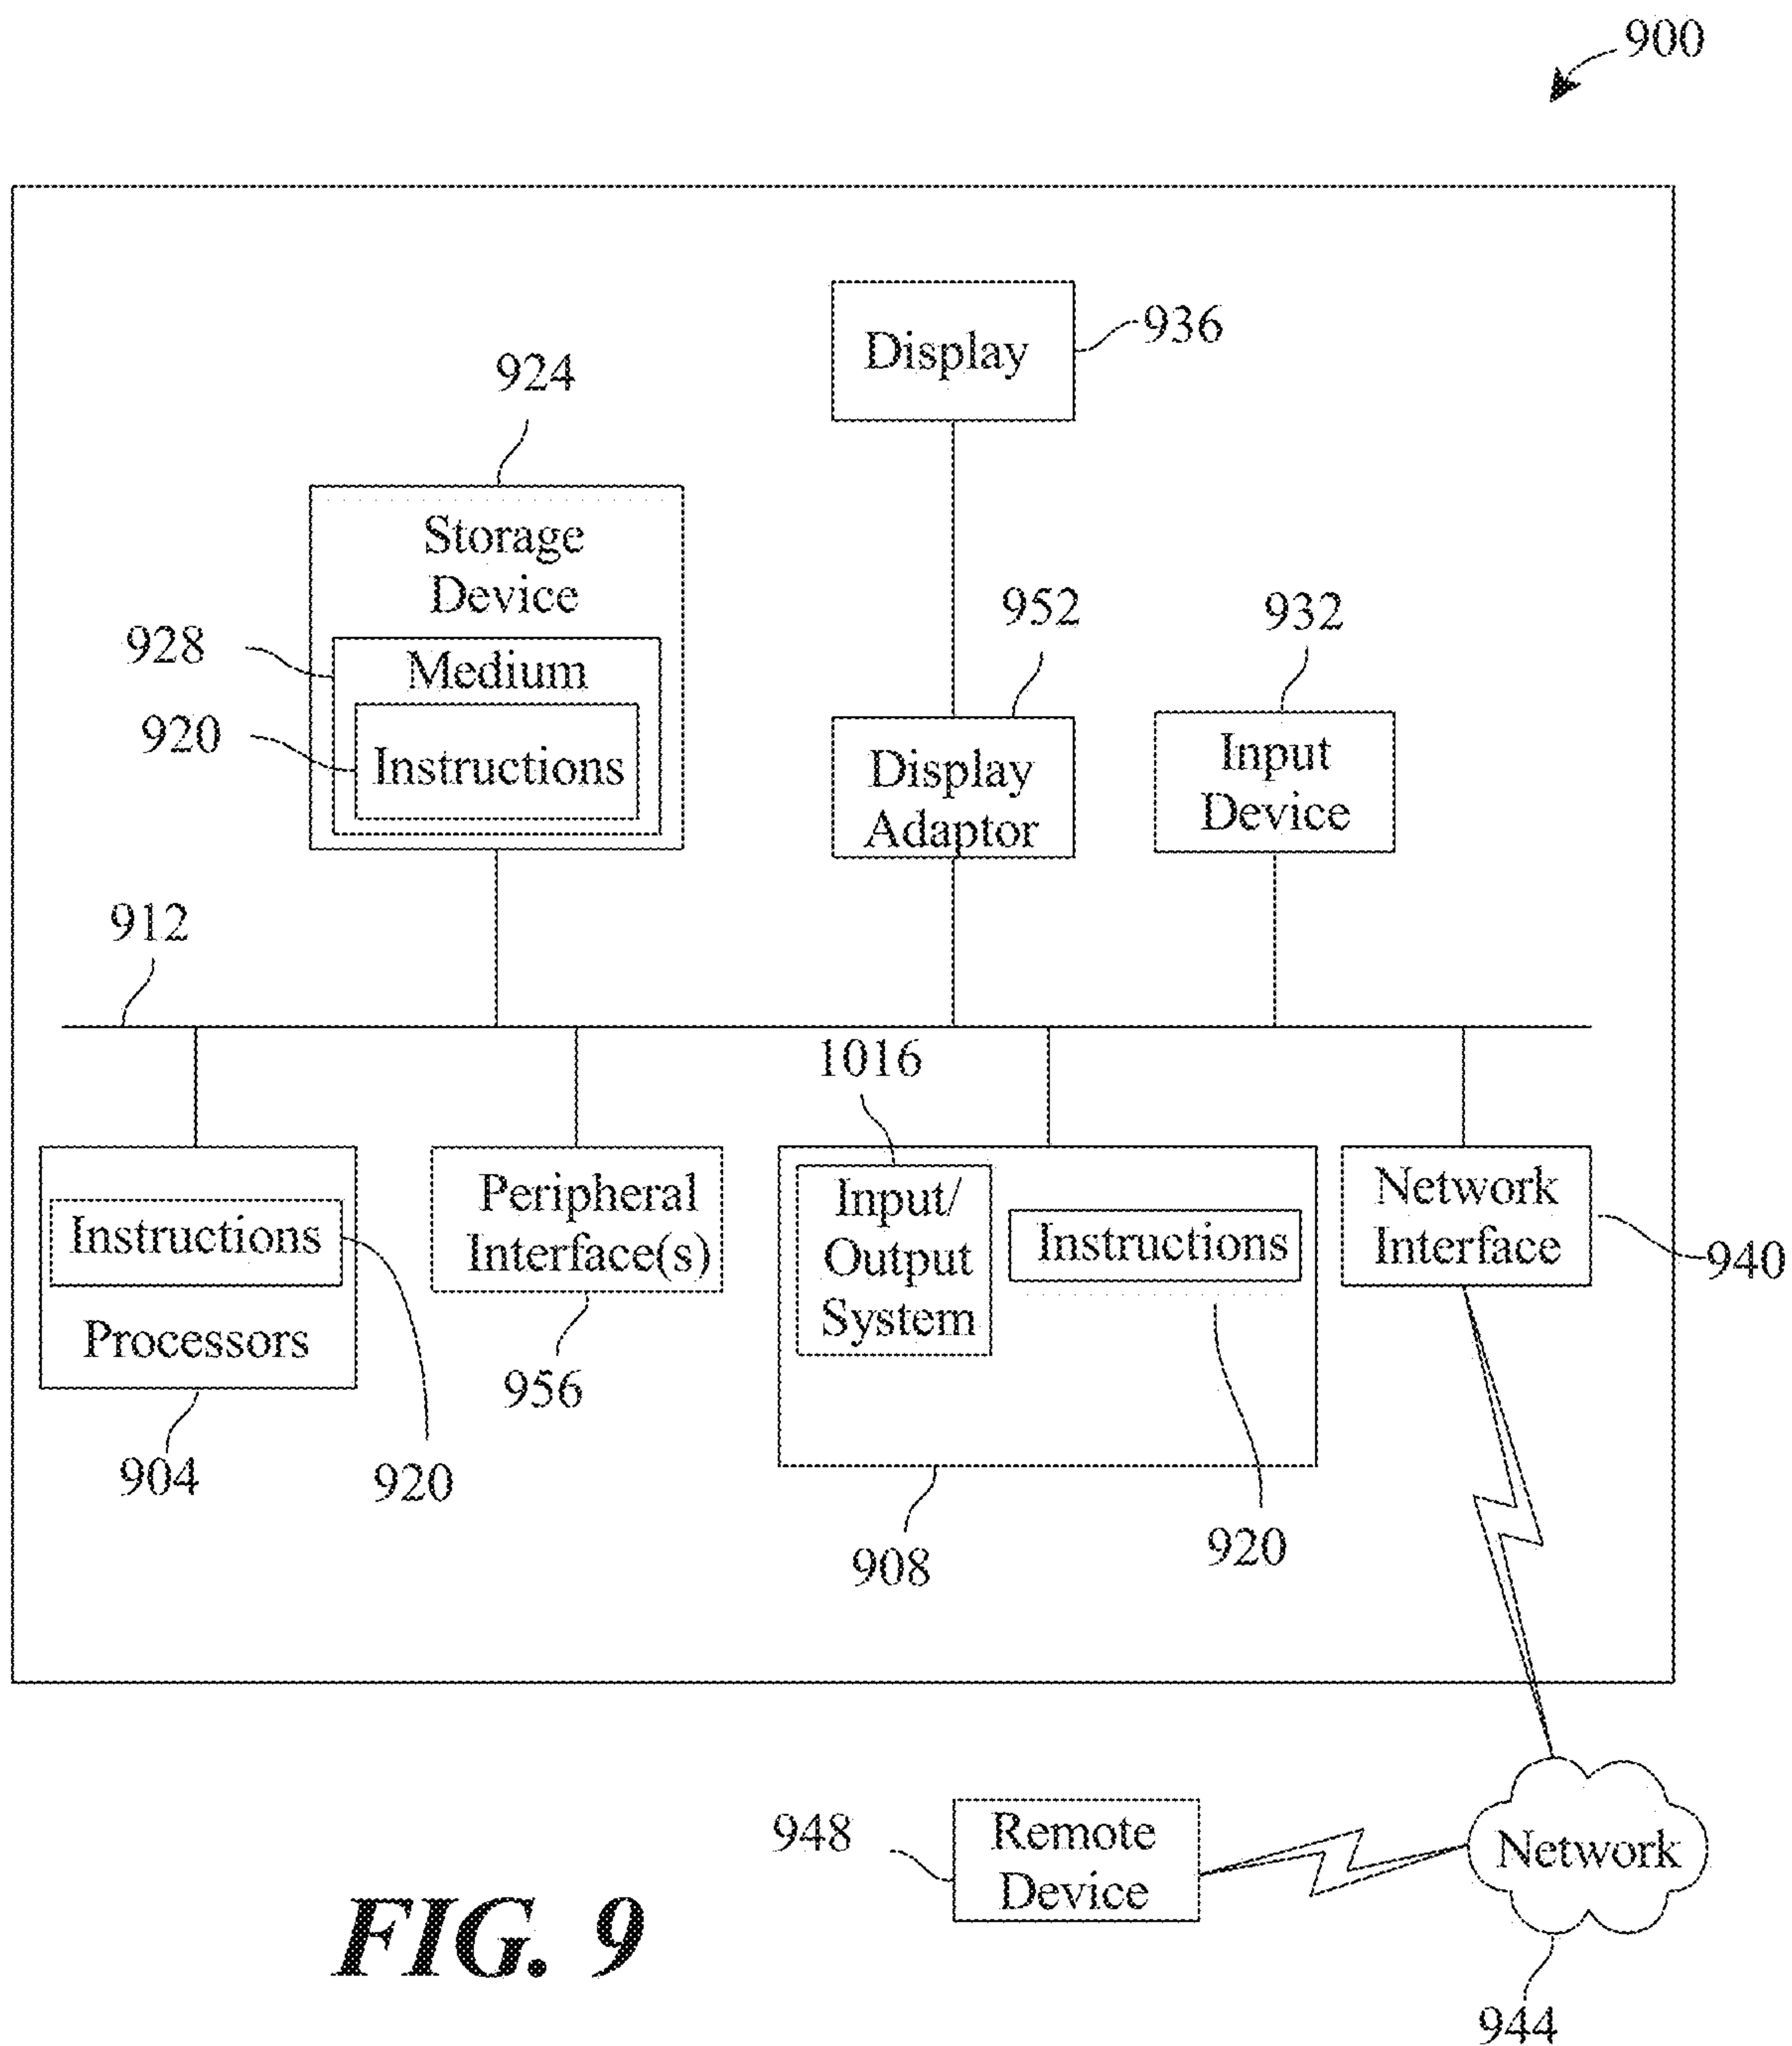 900
Display
936
924
Storage
Device
928
Medium
920
Instructions
952
Display
Adaptor
932
Input
Device
912
1016
Instructions
Processors
904
920
Peripheral
Interface(s)
956
Input/
Output
System
Instructions
908
920
Network
Interface
940
948
Remote
Device
Network
944
FIG. 9